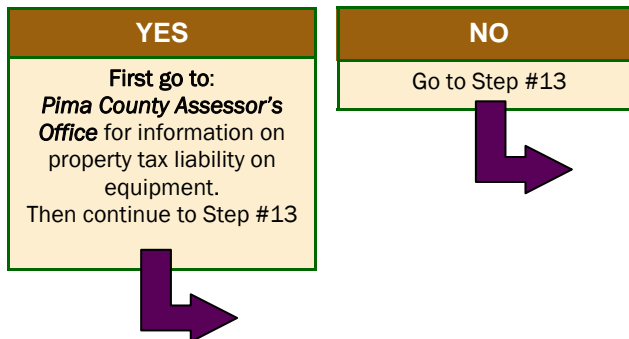 YES
First go to:
Pima County Assessor's
Office for information on
property tax liability on
equipment.
Then continue to Step #13
NO
Go to Step #13